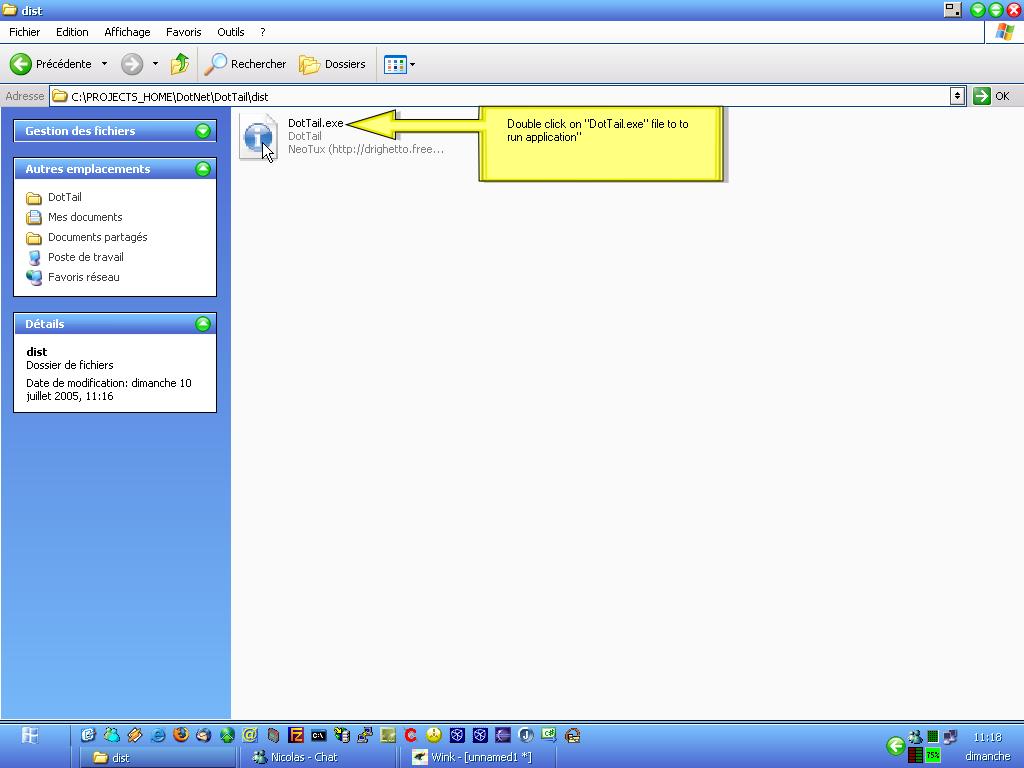 dist
Fichier Edition Affichage Favoris Outils ?
Précédente Rechercher Dossiers
Adresse C:\PROJECTS_HOME\DotNet\DotTail\dist OK
Gestion des fichiers
Autres emplacements
DotTail
Mes documents
Documents partagés
Poste de travail
Favoris réseau
Détails
dist
Dossier de fichiers
Date de modification: dimanche 10
juillet 2005, 11:16
DotTail.exe
DotTail
NeoTux (http://drighetto.free...
Double click on "DotTail.exe" file to to
run application"
dist
Nicolas - Chat
Wink - [unnamed1 *]
75%
11:18
dimanche